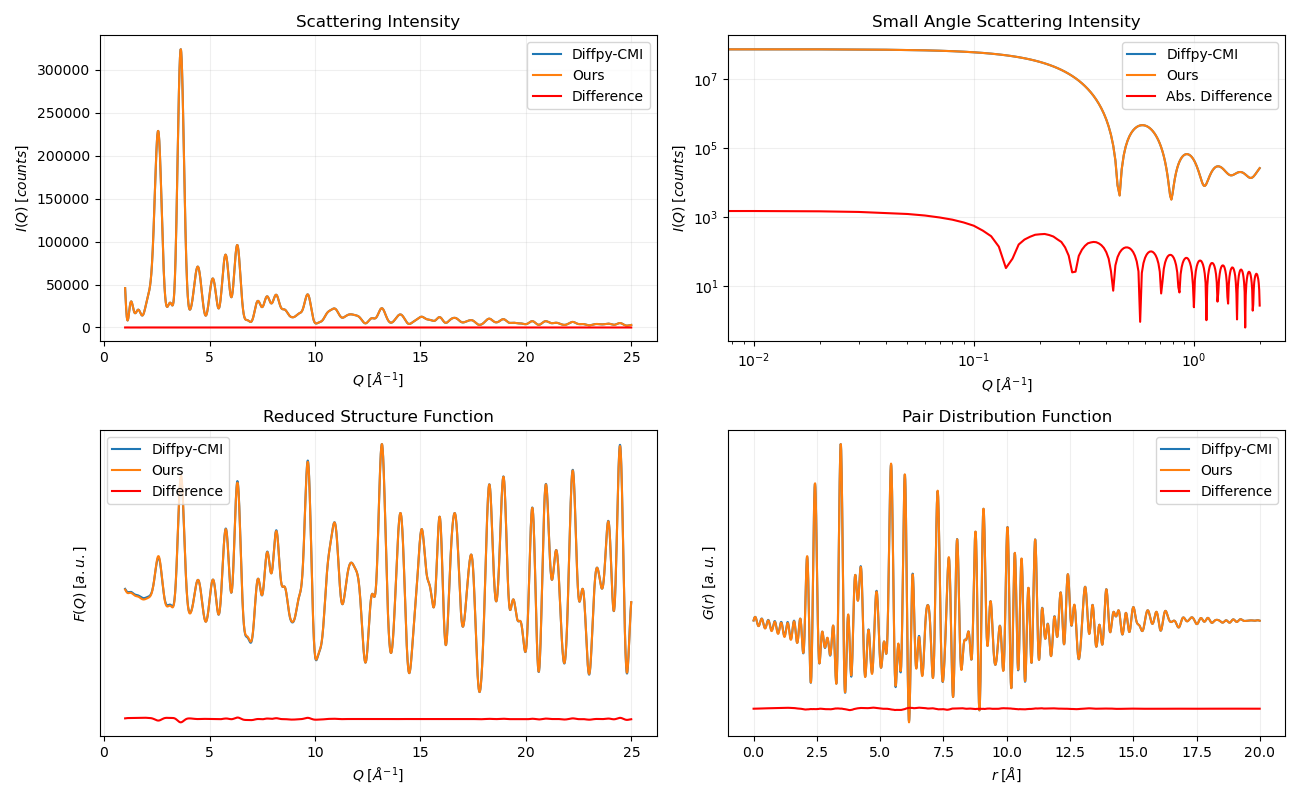 Scattering Intensity
I(Q) [counts]
300000
250000
200000
150000
100000
50000
0
Diffpy-CMI
Ours
Difference
0 5 10 15 20 25
Q [Å⁻¹]
Small Angle Scattering Intensity
I(Q) [counts]
10⁷
10⁵
10³
10¹
Diffpy-CMI
Ours
Abs. Difference
10⁻² 10⁻¹ 10⁰
Q [Å⁻¹]
Reduced Structure Function
F(Q) [a. u.]
Diffpy-CMI
Ours
Difference
0 5 10 15 20 25
Q [Å⁻¹]
Pair Distribution Function
G(r) [a. u.]
Diffpy-CMI
Ours
Difference
0.0 2.5 5.0 7.5 10.0 12.5 15.0 17.5 20.0
r [Å]